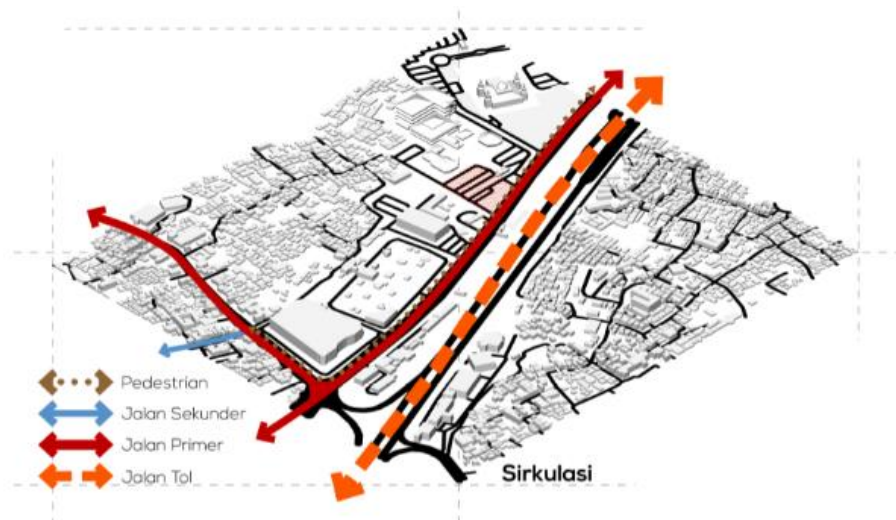 Pedestrian
Jalan Sekunder
Jalan Primer
Jalan Tol
Sirkulasi